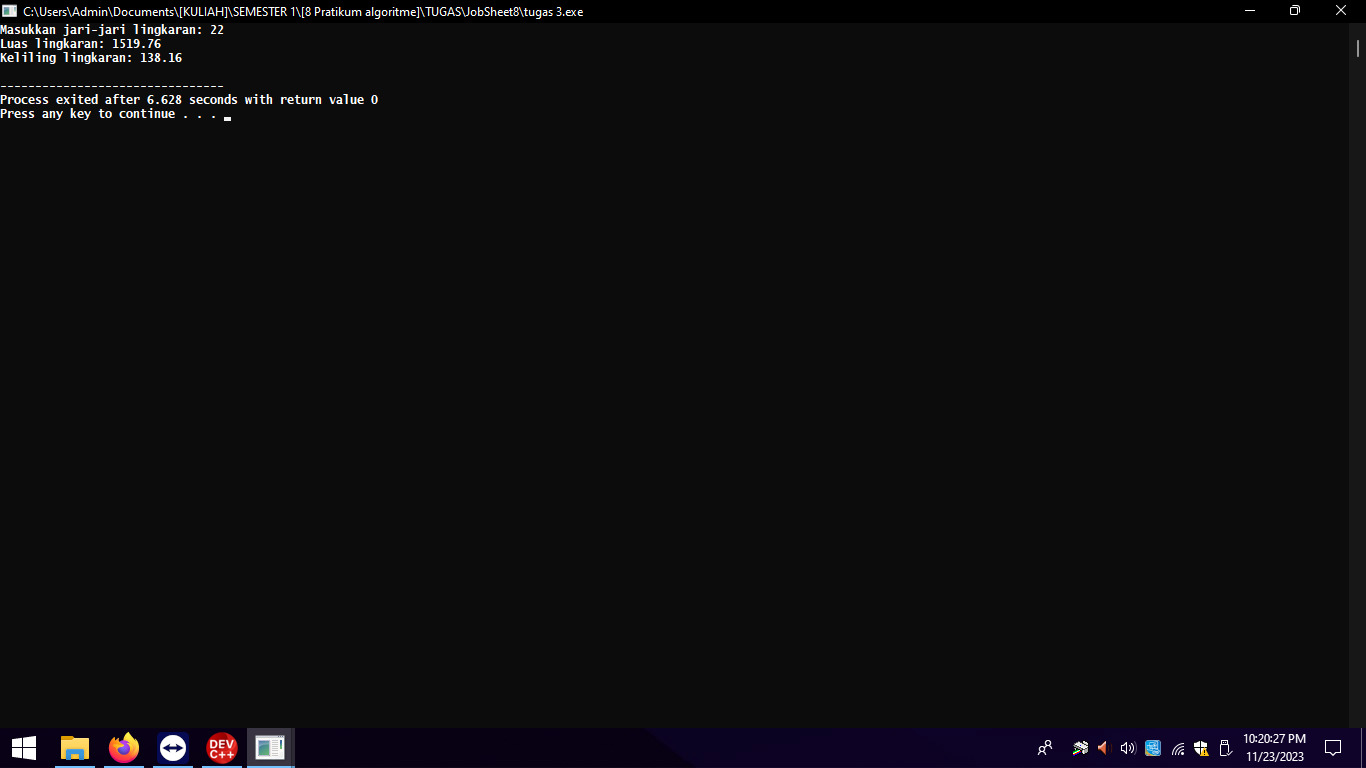 C:\Users\Admin\Documents\[KULIAH]\SEMESTER 1\[8 Pratikum algoritme]\TUGAS\JobSheet8\tugas 3.exe
Masukkan jari-jari lingkaran: 22
Luas lingkaran: 1519.76
Keliling lingkaran: 138.16
--------------------------------
Process exited after 6.628 seconds with return value 0
Press any key to continue . . .
DEV
C++
10:20:27 PM
11/23/2023